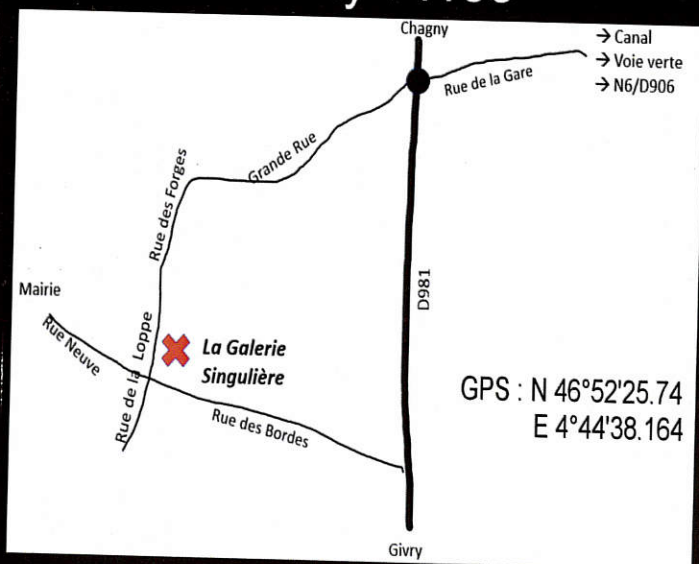 Chagny
→ Canal
→ Voie verte
→ N6/D906
Rue de la Gare
Grande Rue
Rue des Forges
D981
Mairie
Rue Neuve
Rue de la Loppe
La Galerie
Singulière
Rue des Bordes
GPS : N 46°52'25.74
E 4°44'38.164
Givry